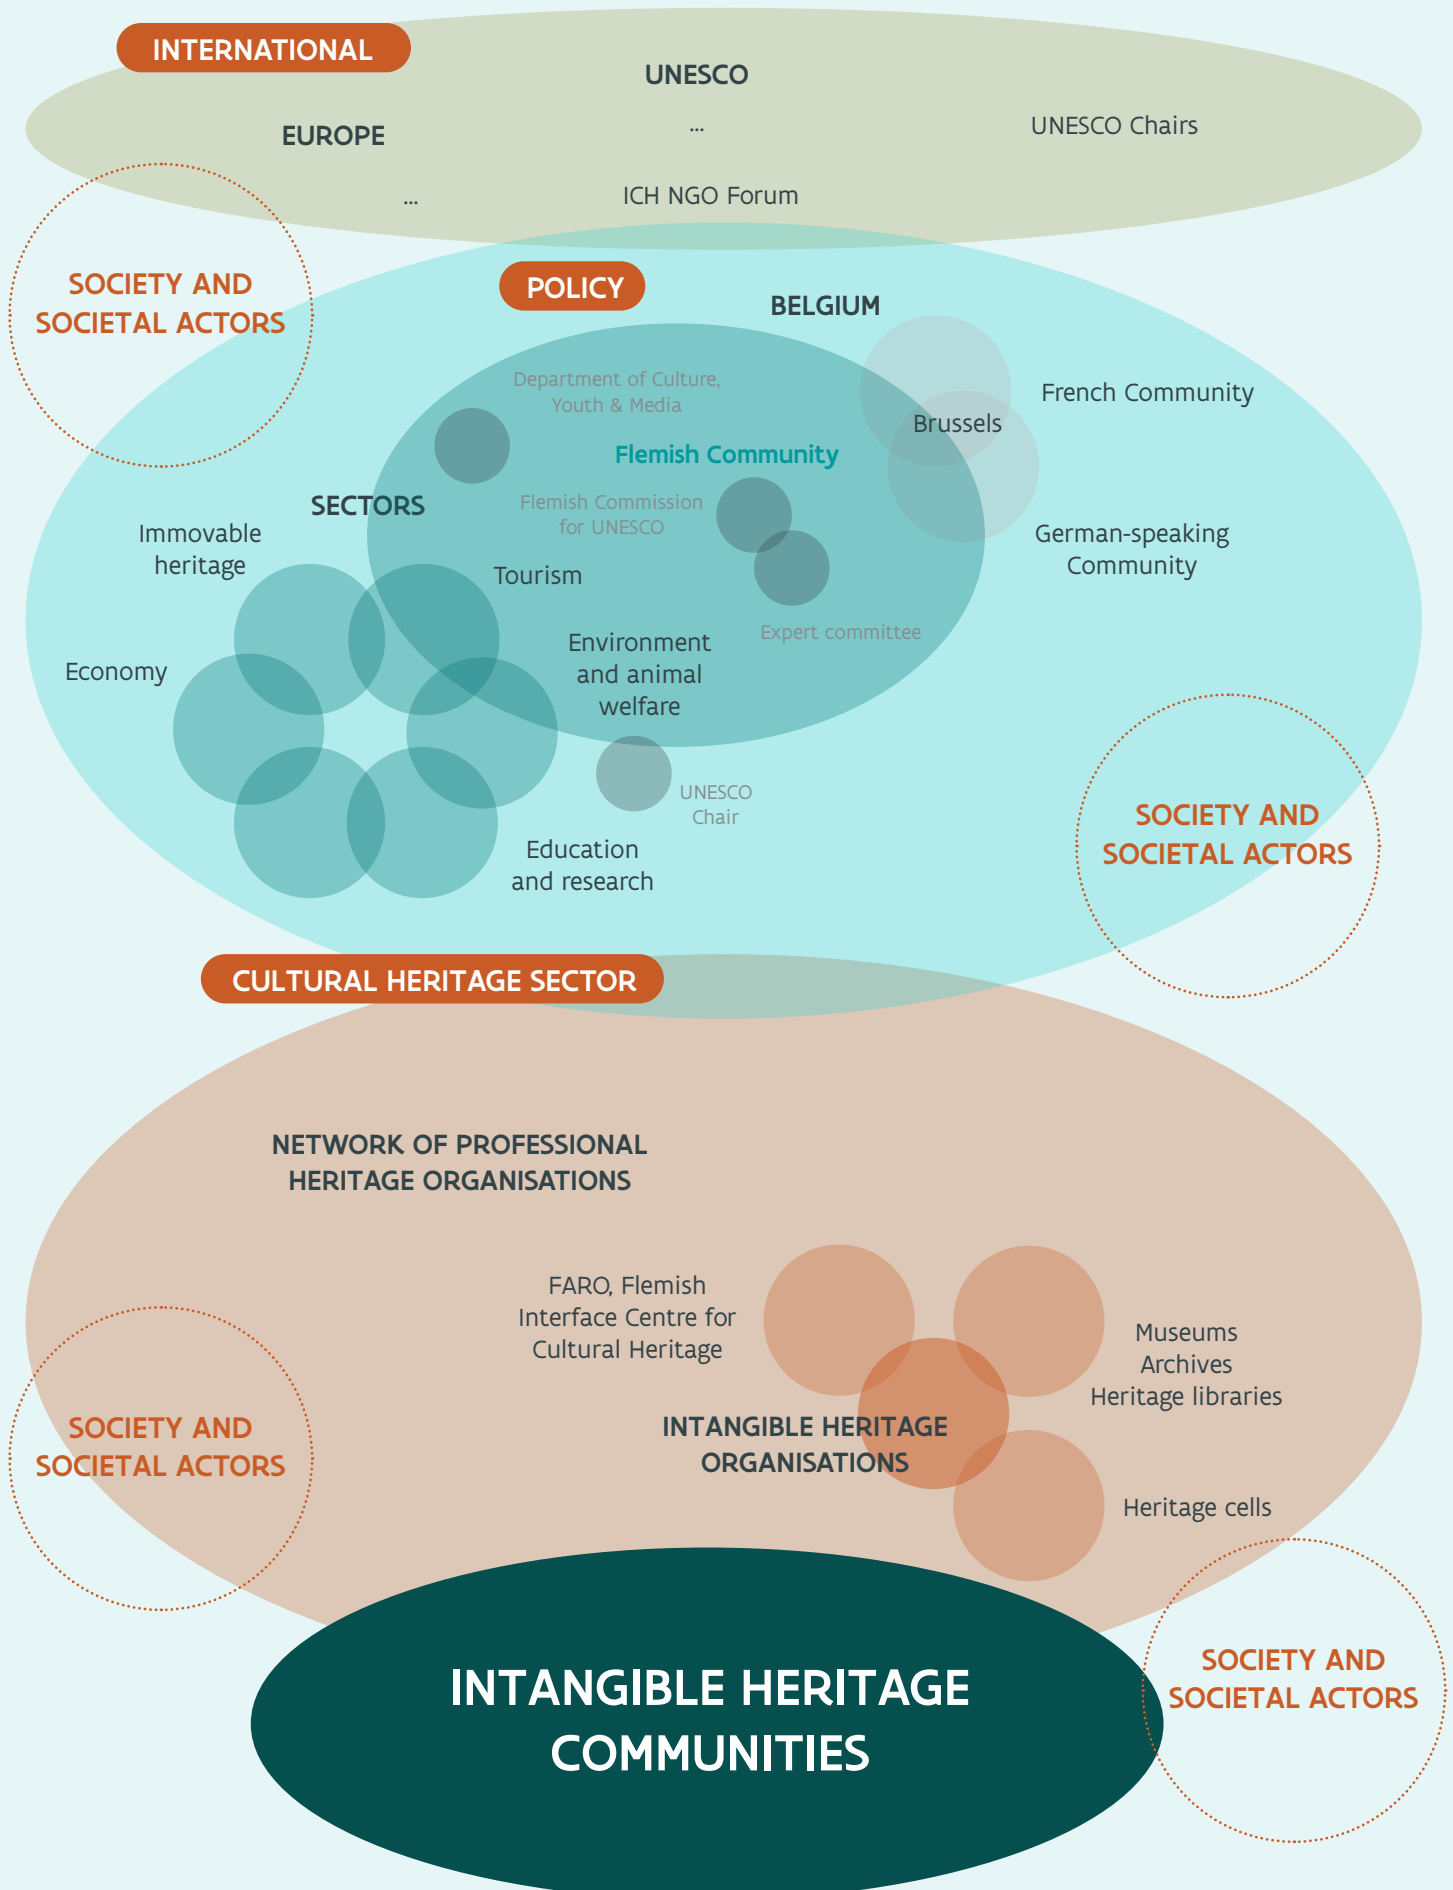 INTERNATIONAL
UNESCO
...
EUROPE
UNESCO Chairs
...
ICH NGO Forum
SOCIETY AND
SOCIETAL ACTORS
POLICY
BELGIUM
Department of Culture,
Youth & Media
French Community
Brussels
Flemish Community
SECTORS
Flemish Commission
for UNESCO
Immovable
heritage
German-speaking
Community
Tourism
Expert committee
Environment
and animal
welfare
Economy
UNESCO
Chair
Education
and research
SOCIETY AND
SOCIETAL ACTORS
CULTURAL HERITAGE SECTOR
NETWORK OF PROFESSIONAL
HERITAGE ORGANISATIONS
FARO, Flemish
Interface Centre for
Cultural Heritage
Museums
Archives
Heritage libraries
INTANGIBLE HERITAGE
ORGANISATIONS
SOCIETY AND
SOCIETAL ACTORS
Heritage cells
INTANGIBLE HERITAGE
COMMUNITIES
SOCIETY AND
SOCIETAL ACTORS